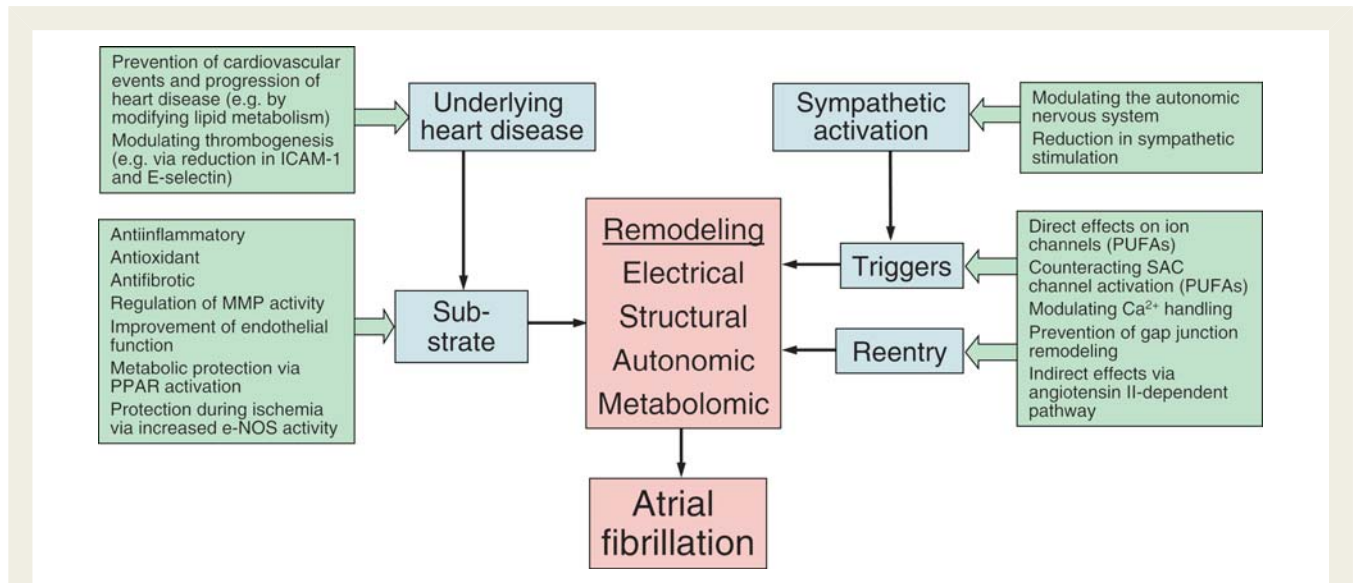 Prevention of cardiovascular
events and progression of
heart disease (e.g. by
modifying lipid metabolism)
Modulating thrombogenesis
(e.g. via reduction in ICAM-1
and E-selectin)
Underlying
heart disease
Sympathetic
activation
Modulating the autonomic
nervous system
Reduction in sympathetic
stimulation
Antiinflammatory
Antioxidant
Antifibrotic
Regulation of MMP activity
Improvement of endothelial
function
Metabolic protection via
PPAR activation
Protection during ischemia
via increased e-NOS activity
Sub-
strate
Remodeling
Electrical
Structural
Autonomic
Metabolomic
Triggers
Reentry
Direct effects on ion
channels (PUFAs)
Counteracting SAC
channel activation (PUFAs)
Modulating Ca²⁺ handling
Prevention of gap junction
remodeling
Indirect effects via
angiotensin II-dependent
pathway
Atrial
fibrillation